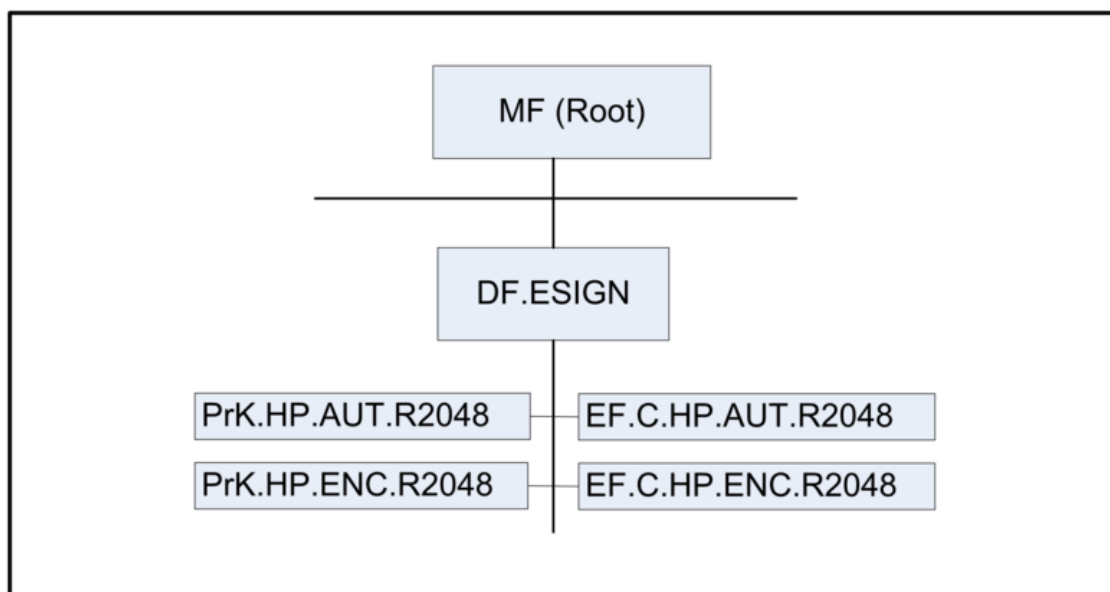 MF (Root)
DF.ESIGN
PrK.HP.AUT.R2048
EF.C.HP.AUT.R2048
PrK.HP.ENC.R2048
EF.C.HP.ENC.R2048